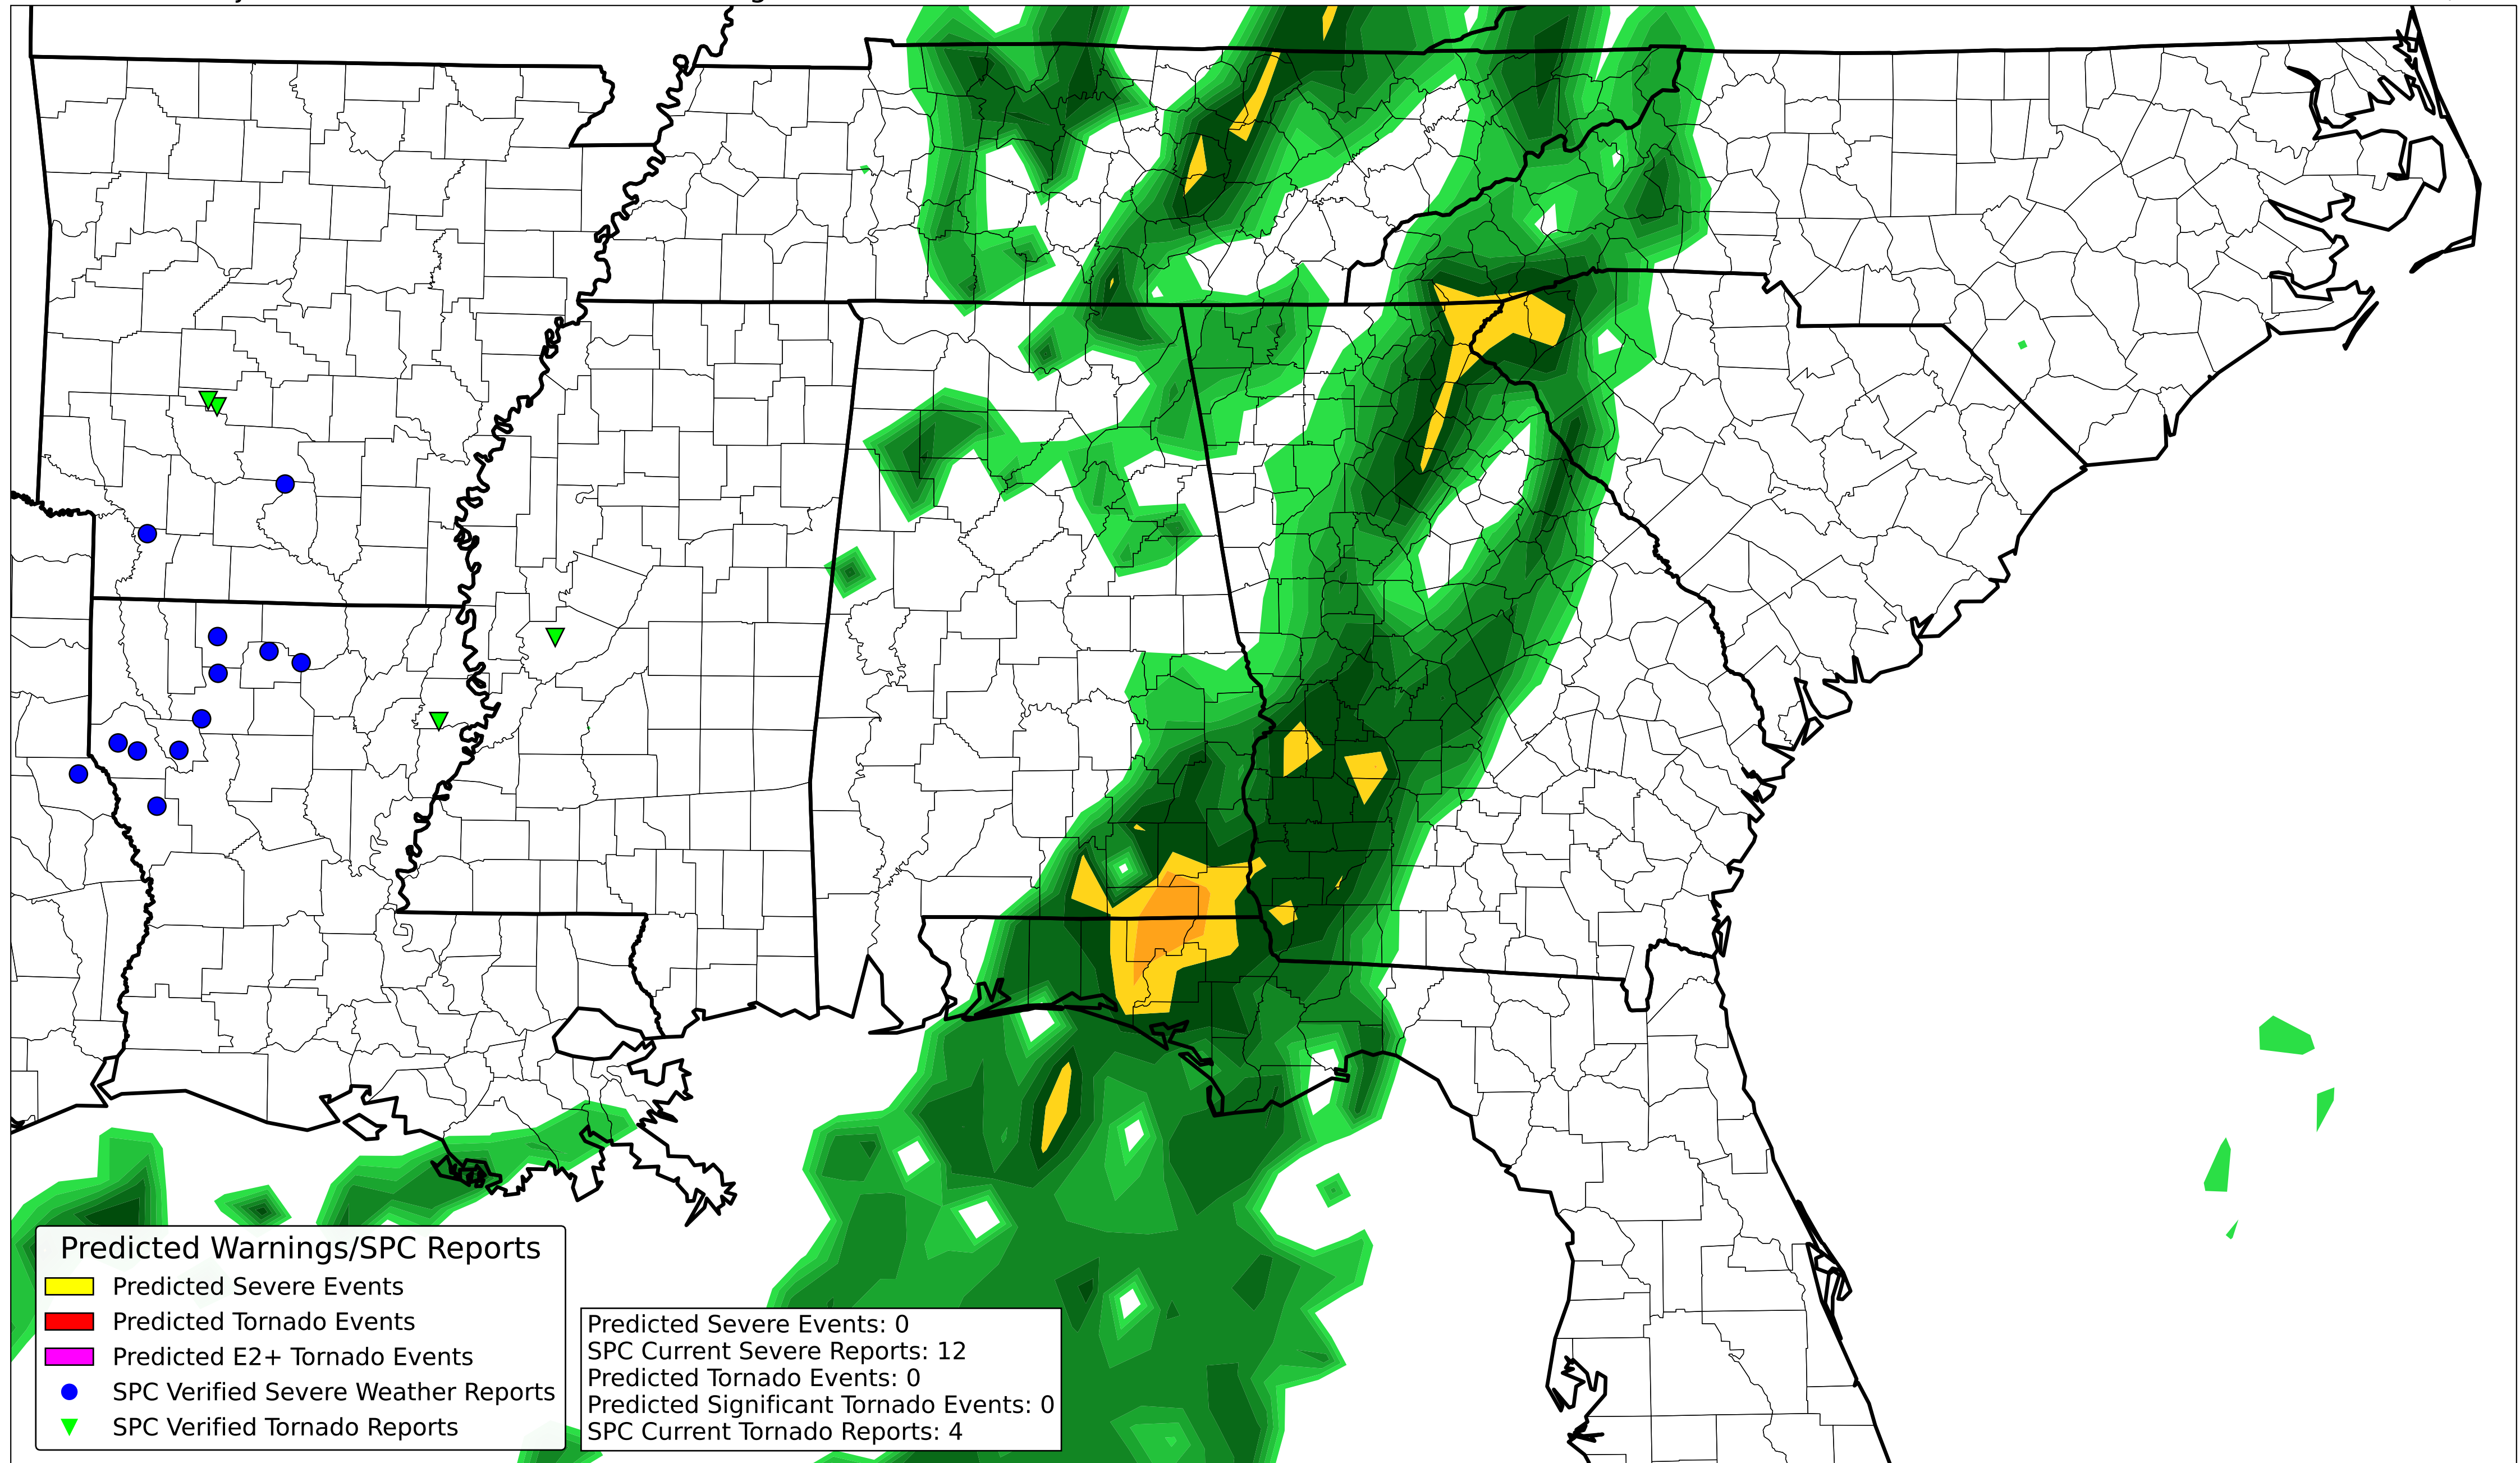 Predicted Warnings/SPC Reports
Predicted Severe Events
Predicted Tornado Events
Predicted E2+ Tornado Events
SPC Verified Severe Weather Reports
SPC Verified Tornado Reports
Predicted Severe Events: 0
SPC Current Severe Reports: 12
Predicted Tornado Events: 0
Predicted Significant Tornado Events: 0
SPC Current Tornado Reports: 4